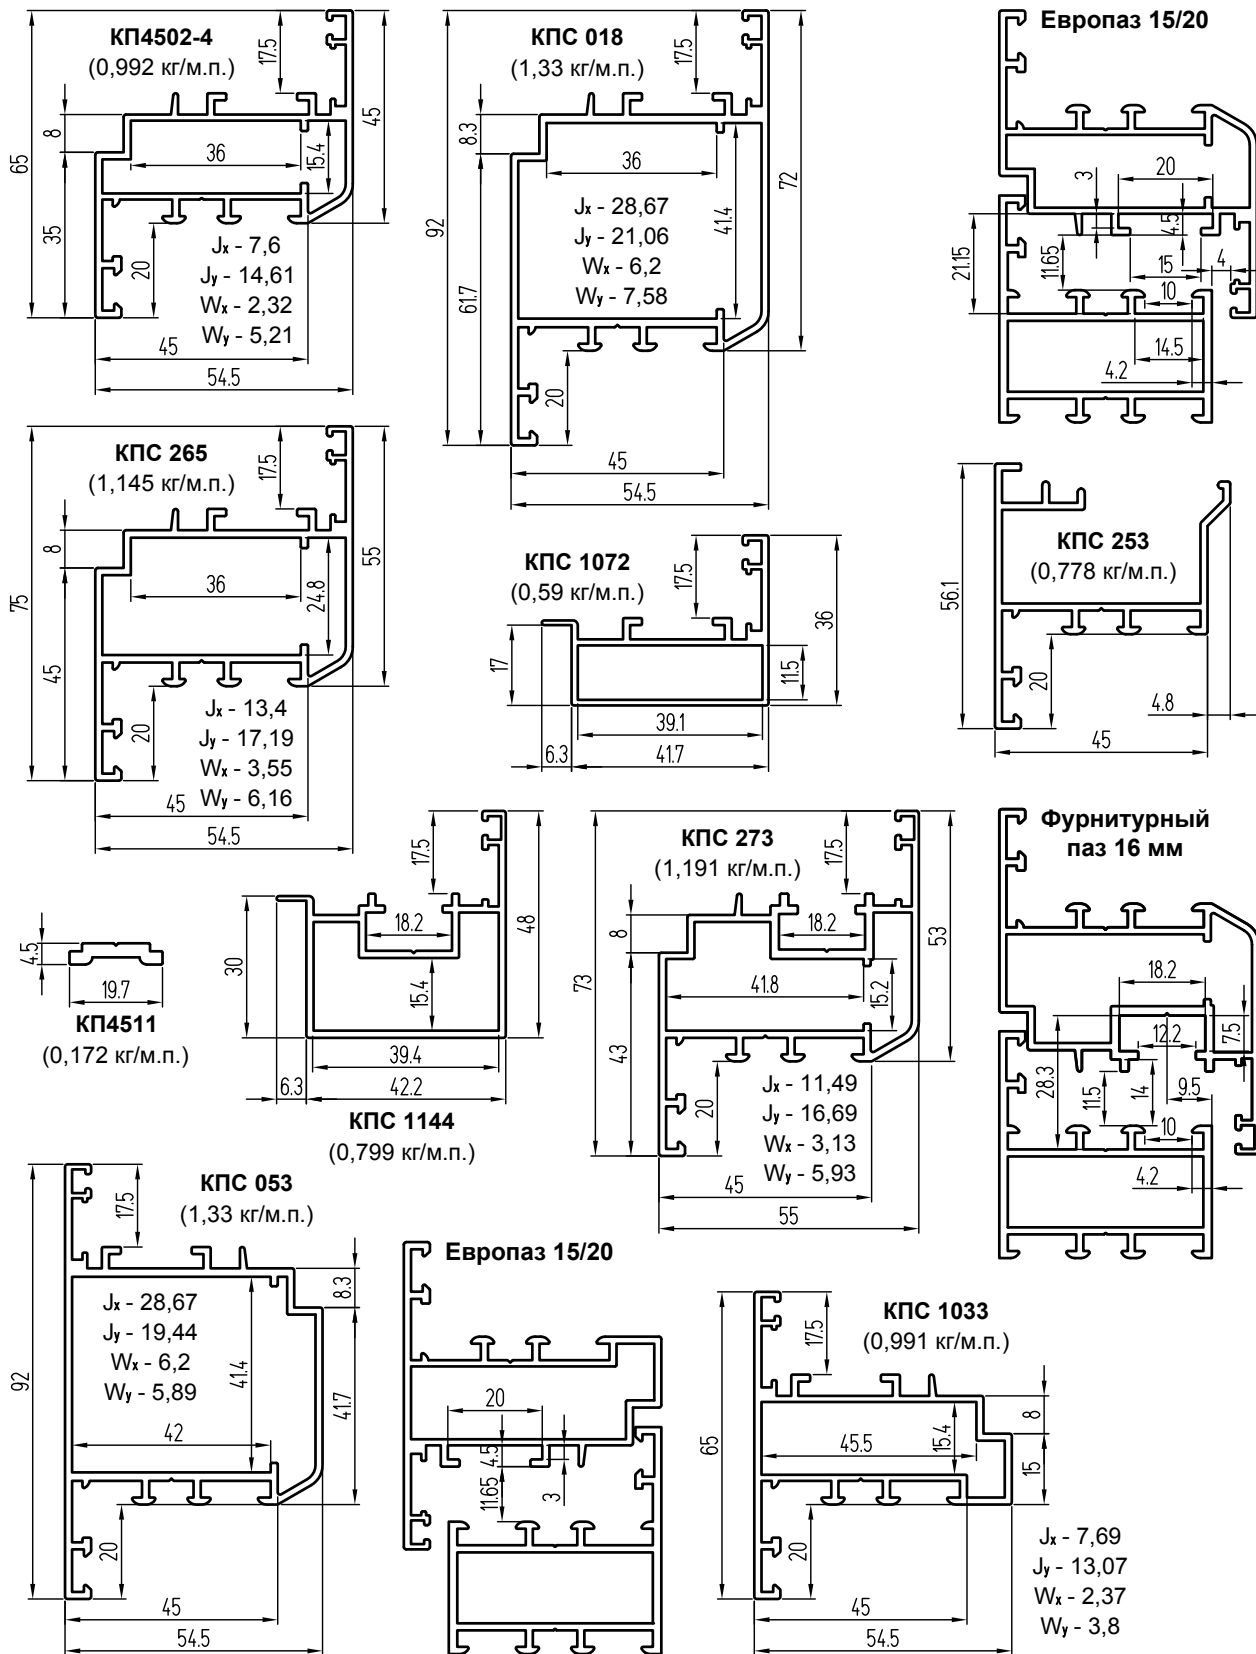 КП4502-4
(0,992 кг/м.п.)
17.5
45
65
8
35
36
15.4
20
Jx - 7,6
Jy - 14,61
Wx - 2,32
Wy - 5,21
45
54.5
КПС 018
(1,33 кг/м.п.)
17.5
72
92
8.3
61.7
36
41.4
Jx - 28,67
Jy - 21,06
Wx - 6,2
Wy - 7,58
20
45
54.5
Европаз 15/20
3
20
4.5
21.15
11.65
15
4
10
14.5
4.2
КПС 265
(1,145 кг/м.п.)
17.5
55
75
8
45
36
24.8
20
Jx - 13,4
Jy - 17,19
Wx - 3,55
Wy - 6,16
45
54.5
КПС 1072
(0,59 кг/м.п.)
17.5
36
17
11.5
39.1
6.3
41.7
КПС 253
(0,778 кг/м.п.)
56.1
20
4.8
45
4.5
19.7
КП4511
(0,172 кг/м.п.)
17.5
48
30
18.2
15.4
39.4
6.3
42.2
КПС 1144
(0,799 кг/м.п.)
КПС 273
(1,191 кг/м.п.)
17.5
53
73
8
43
18.2
41.8
15.2
20
Jx - 11,49
Jy - 16,69
Wx - 3,13
Wy - 5,93
45
55
Фурнитурный
паз 16 мм
18.2
12.2
7.5
28.3
11.5
14
9.5
10
4.2
КПС 053
(1,33 кг/м.п.)
17.5
8.3
92
Jx - 28,67
Jy - 19,44
Wx - 6,2
Wy - 5,89
41.4
41.7
42
20
45
54.5
Европаз 15/20
20
4.5
11.65
3
КПС 1033
(0,991 кг/м.п.)
17.5
65
8
45.5
15.4
15
20
Jx - 7,69
Jy - 13,07
Wx - 2,37
Wy - 3,8
45
54.5